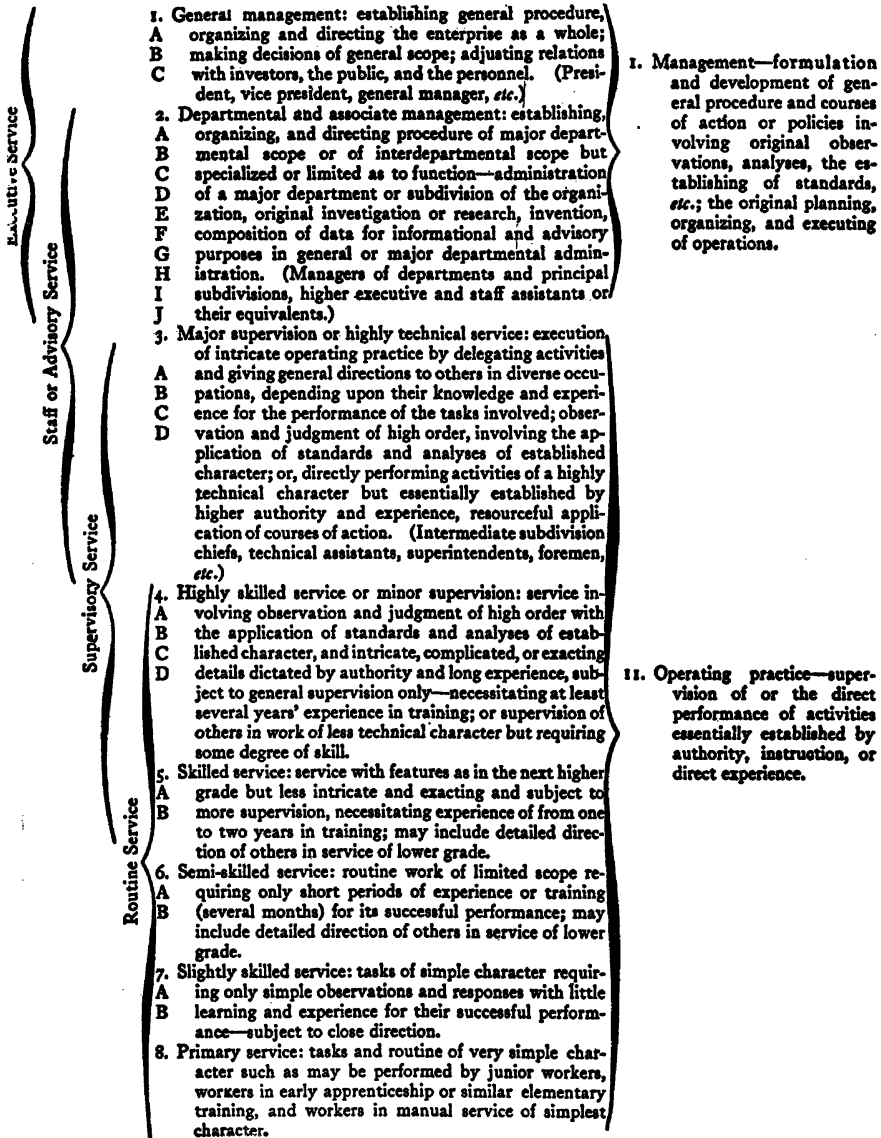 Executive Service
Staff or Advisory Service
Supervisory Service
Routine Service
1. General management: establishing general procedure,
A organizing and directing the enterprise as a whole;
B making decisions of general scope; adjusting relations
C with investors, the public, and the personnel. (Presi-
dent, vice president, general manager, etc.)
2. Departmental and associate management: establishing,
A organizing, and directing procedure of major depart-
B mental scope or of interdepartmental scope but
C specialized or limited as to function—administration
D of a major department or subdivision of the organi-
E zation, original investigation or research, invention,
F composition of data for informational and advisory
G purposes in general or major departmental admin-
H istration. (Managers of departments and principal
I subdivisions, higher executive and staff assistants or
J their equivalents.)
3. Major supervision or highly technical service: execution
of intricate operating practice by delegating activities
A and giving general directions to others in diverse occu-
B pations, depending upon their knowledge and experi-
C ence for the performance of the tasks involved; obser-
D vation and judgment of high order, involving the ap-
plication of standards and analyses of established
character; or, directly performing activities of a highly
technical character but essentially established by
higher authority and experience, resourceful appli-
cation of courses of action. (Intermediate subdivision
chiefs, technical assistants, superintendents, foremen,
etc.)
4. Highly skilled service or minor supervision: service in-
A volving observation and judgment of high order with
B the application of standards and analyses of estab-
C lished character, and intricate, complicated, or exacting
D details dictated by authority and long experience, sub-
ject to general supervision only—necessitating at least
several years' experience in training; or supervision of
others in work of less technical character but requiring
some degree of skill.
5. Skilled service: service with features as in the next higher
A grade but less intricate and exacting and subject to
B more supervision, necessitating experience of from one
to two years in training; may include detailed direc-
tion of others in service of lower grade.
6. Semi-skilled service: routine work of limited scope re-
A quiring only short periods of experience or training
B (several months) for its successful performance; may
include detailed direction of others in service of lower
grade.
7. Slightly skilled service: tasks of simple character requir-
A ing only simple observations and responses with little
B learning and experience for their successful perform-
ance—subject to close direction.
8. Primary service: tasks and routine of very simple char-
acter such as may be performed by junior workers,
workers in early apprenticeship or similar elementary
training, and workers in manual service of simplest
character.
I. Management—formulation
and development of gen-
eral procedure and courses
of action or policies in-
volving original obser-
vations, analyses, the es-
tablishing of standards,
etc.; the original planning,
organizing, and executing
of operations.
II. Operating practice—super-
vision of or the direct
performance of activities
essentially established by
authority, instruction, or
direct experience.